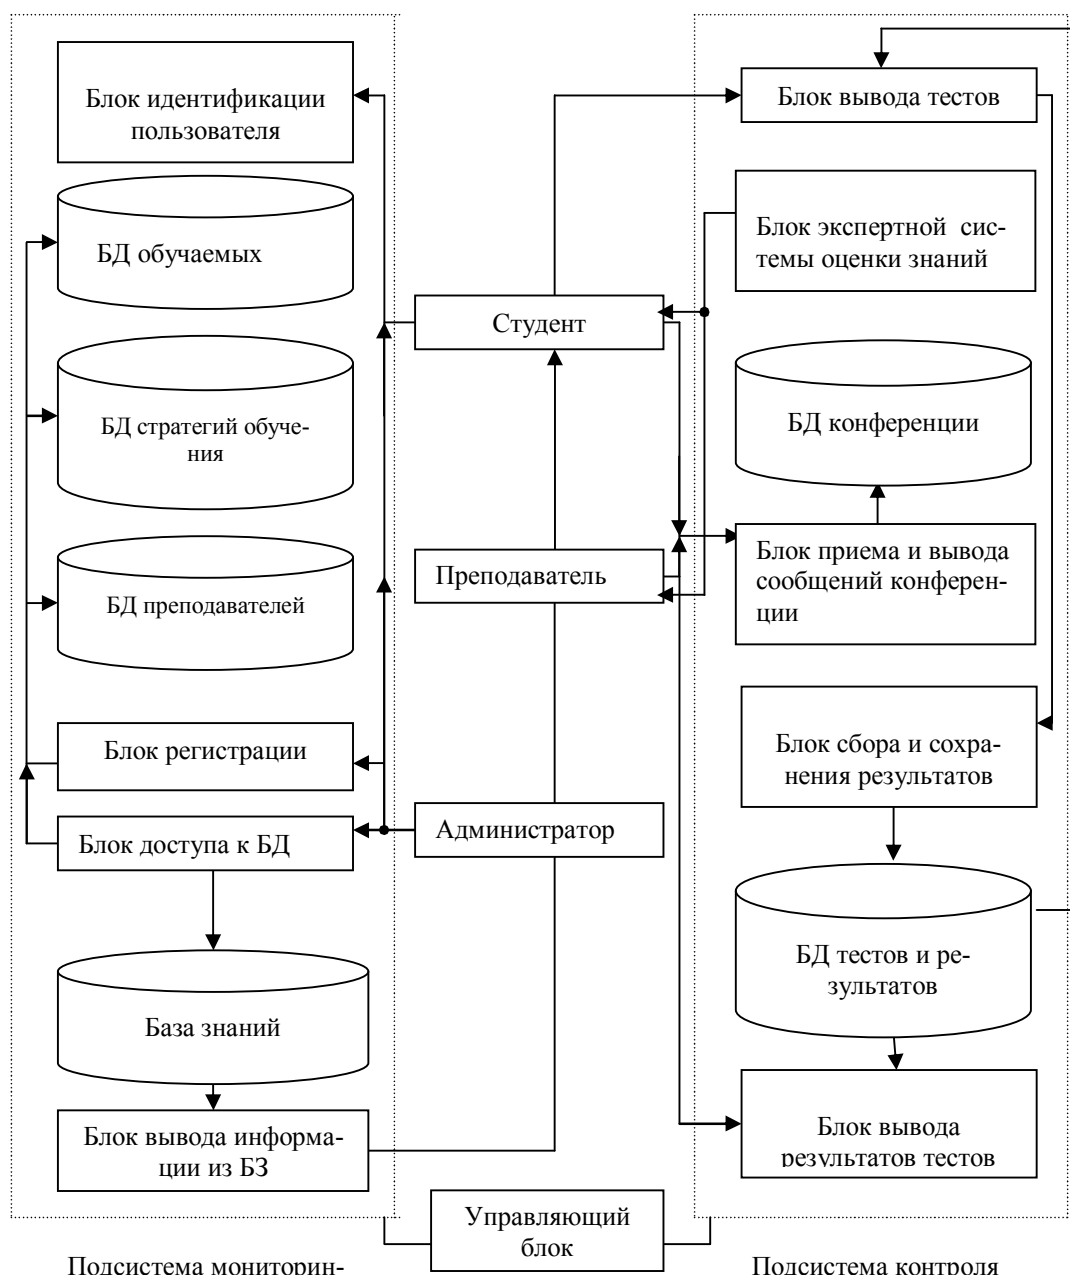 Блок идентификации
пользователя
БД обучаемых
БД стратегий обуче-
ния
БД преподавателей
Блок регистрации
Блок доступа к БД
База знаний
Блок вывода информа-
ции из БЗ
Студент
Преподаватель
Администратор
Управляющий
блок
Блок вывода тестов
Блок экспертной сис-
темы оценки знаний
БД конференции
Блок приема и вывода
сообщений конферен-
ции
Блок сбора и сохра-
нения результатов
БД тестов и ре-
зультатов
Блок вывода
результатов тестов
Подсистема мониторин-
Подсистема контроля